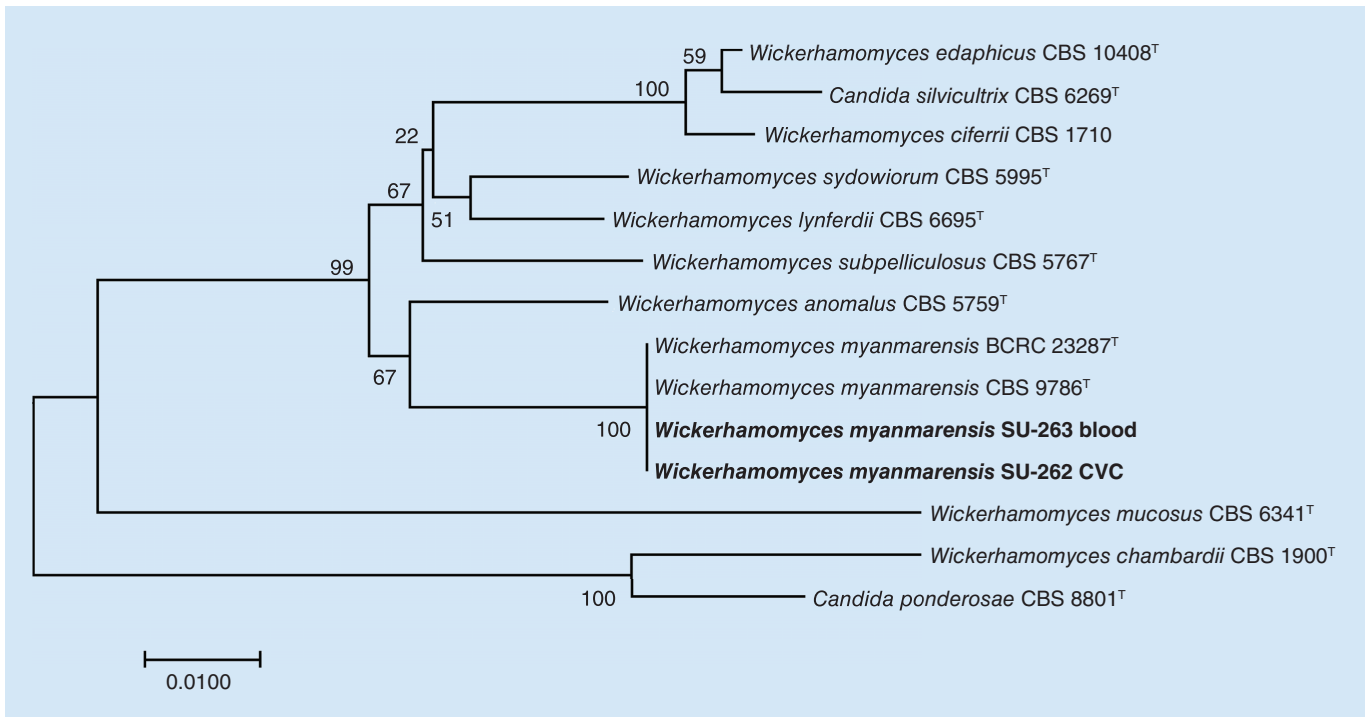 59
Wickerhamomyces edaphicus CBS 10408ᵀ
100
Candida silvicultrix CBS 6269ᵀ
22
Wickerhamomyces ciferrii CBS 1710
67
Wickerhamomyces sydowiorum CBS 5995ᵀ
51
Wickerhamomyces lynferdii CBS 6695ᵀ
99
Wickerhamomyces subpelliculosus CBS 5767ᵀ
Wickerhamomyces anomalus CBS 5759ᵀ
Wickerhamomyces myanmarensis BCRC 23287ᵀ
67
Wickerhamomyces myanmarensis CBS 9786ᵀ
100
Wickerhamomyces myanmarensis SU-263 blood
Wickerhamomyces myanmarensis SU-262 CVC
Wickerhamomyces mucosus CBS 6341ᵀ
Wickerhamomyces chambardii CBS 1900ᵀ
100
Candida ponderosae CBS 8801ᵀ
0.0100